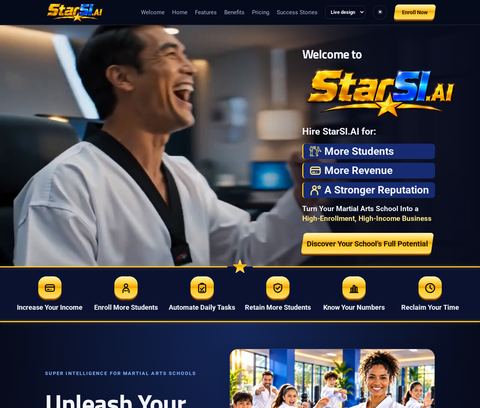 StarSI.AI
Welcome Home Features Benefits Pricing Success Stories Live design Enroll Now
Welcome to
StarSI.AI
Hire StarSI.AI for:
More Students
More Revenue
A Stronger Reputation
Turn Your Martial Arts School Into a
High-Enrollment, High-Income Business
Discover Your School's Full Potential
Increase Your Income Enroll More Students Automate Daily Tasks Retain More Students Know Your Numbers Reclaim Your Time
SUPER INTELLIGENCE FOR MARTIAL ARTS SCHOOLS
Unleash Your